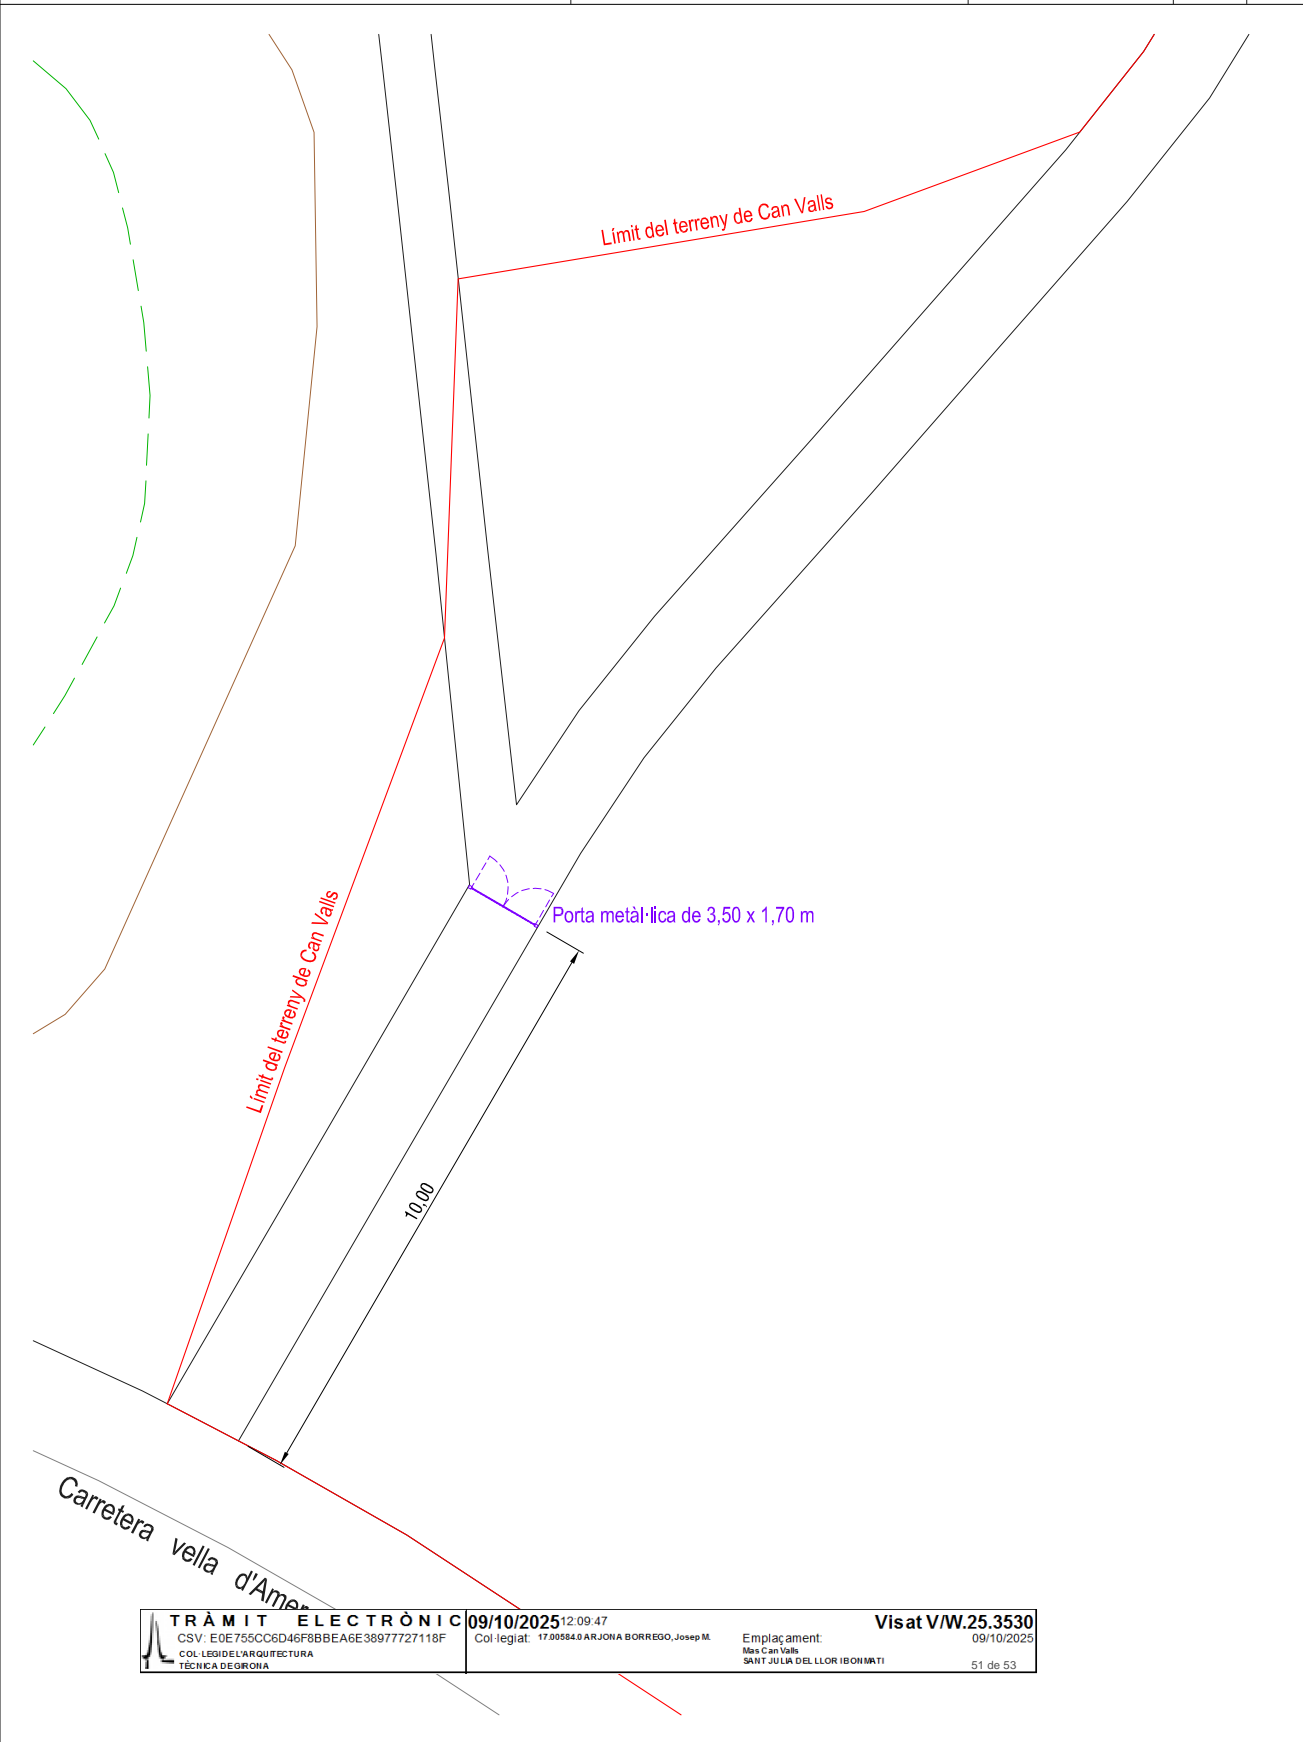 Límit del terreny de Can Valls
Porta metàl·lica de 3,50 x 1,70 m
Límit del terreny de Can Valls
10,00
Carretera vella d'Amer
TRÀMIT ELECTRÒNIC
CSV: E0E755CC6D46F8BBEA6E38977727118F
COL·LEGI DE L'ARQUITECTURA
TÈCNICA DE GIRONA
09/10/2025 12:09:47
Col·legiat: 17.00584.0 ARJONA BORREGO, Josep M.
Emplaçament:
Mas Can Valls
SANT JULIA DEL LLOR I BONMATI
Visat V/W.25.3530
09/10/2025
51 de 53